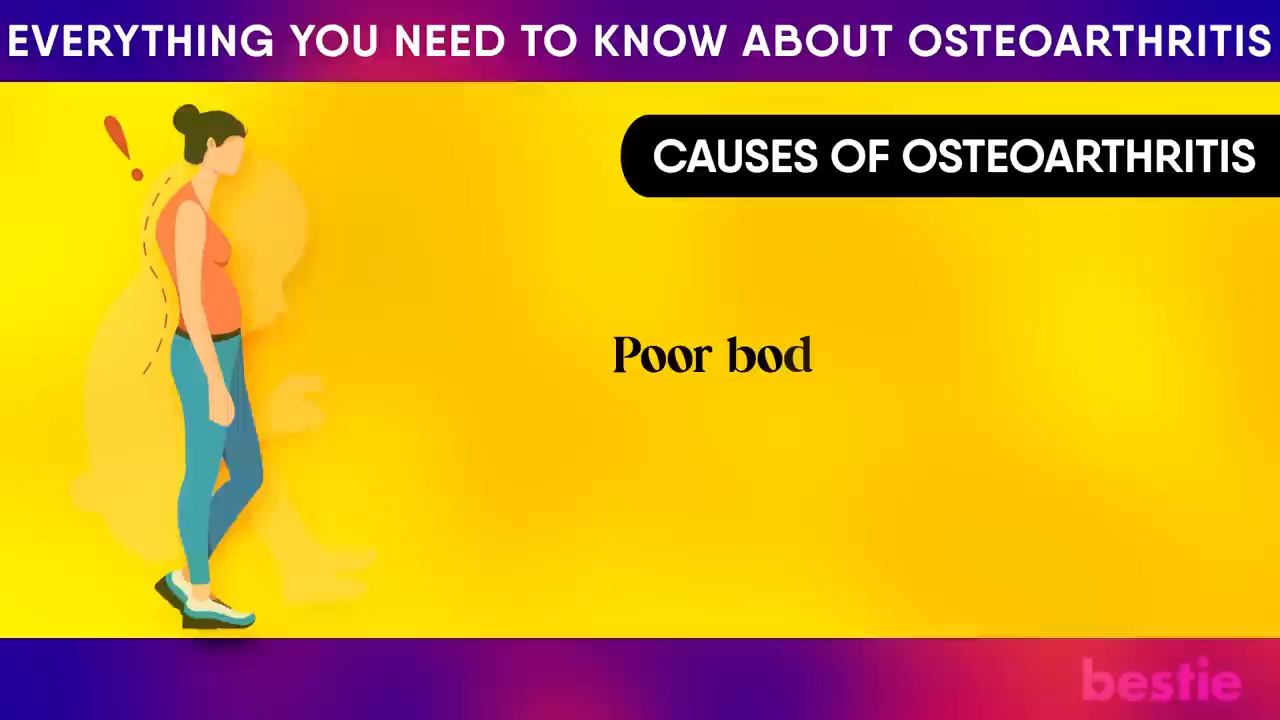 EVERYTHING YOU NEED TO KNOW ABOUT OSTEOARTHRITIS
CAUSES OF OSTEOARTHRITIS
Poor bod
bestie